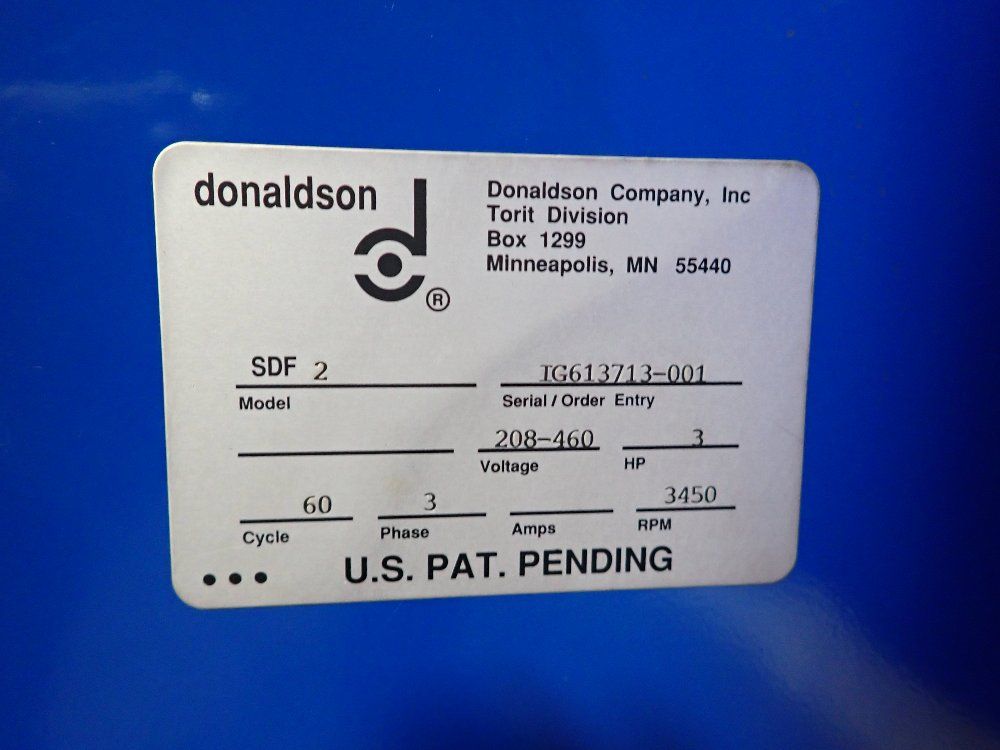 donaldson
Donaldson Company, Inc
Torit Division
Box 1299
Minneapolis, MN 55440
®
SDF 2
IG613713-001
Model
Serial / Order Entry
208-460
3
Voltage
HP
60
3
3450
Cycle
Phase
Amps
RPM
U.S. PAT. PENDING